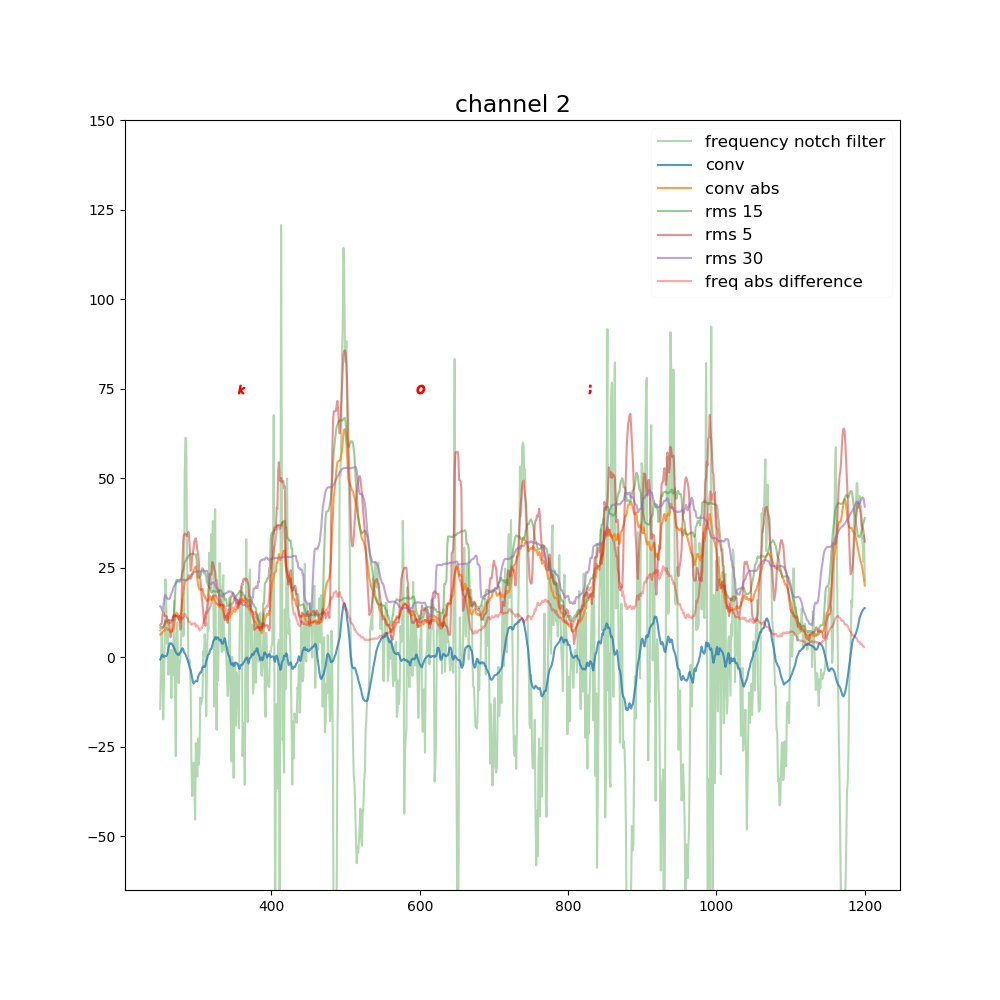 channel 2
150
125
100
75
50
25
0
−25
−50
frequency notch filter
conv
conv abs
rms 15
rms 5
rms 30
freq abs difference
k o ;
400 600 800 1000 1200